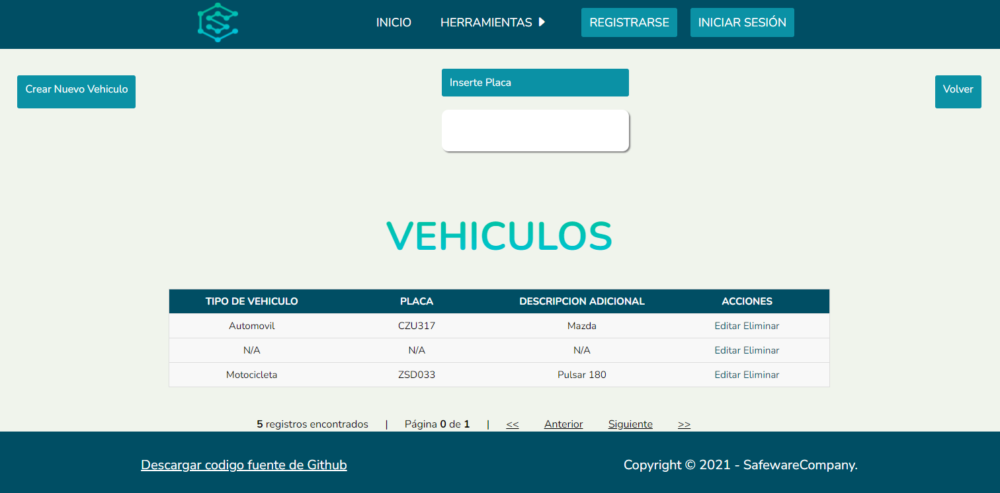 INICIO HERRAMIENTAS REGISTRARSE INICIAR SESIÓN
Crear Nuevo Vehiculo Inserte Placa Volver
VEHICULOS
TIPO DE VEHICULO PLACA DESCRIPCION ADICIONAL ACCIONES
Automovil CZU317 Mazda Editar Eliminar
N/A N/A N/A Editar Eliminar
Motocicleta ZSD033 Pulsar 180 Editar Eliminar
5 registros encontrados | Página 0 de 1 | << Anterior Siguiente >>
Descargar codigo fuente de Github Copyright © 2021 - SafewareCompany.